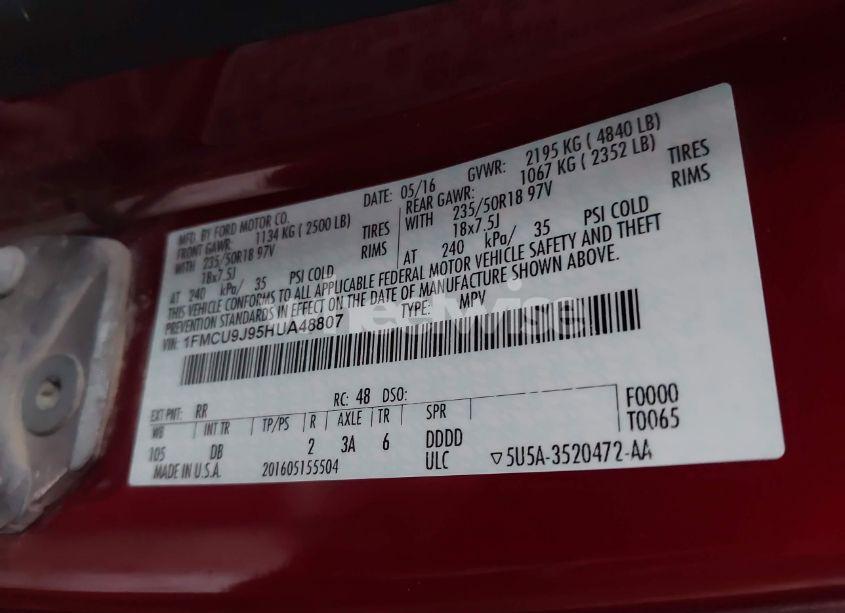 MFD. BY FORD MOTOR CO.
DATE: 05/16
GVWR: 2195 KG ( 4840 LB)
FRONT GAWR: 1134 KG ( 2500 LB)
REAR GAWR: 1067 KG ( 2352 LB)
WITH 235/50R18 97V TIRES
WITH 235/50R18 97V TIRES
18x7.5J RIMS
18x7.5J RIMS
AT 240 kPa/ 35 PSI COLD
AT 240 kPa/ 35 PSI COLD
THIS VEHICLE CONFORMS TO ALL APPLICABLE FEDERAL MOTOR VEHICLE SAFETY AND THEFT
PREVENTION STANDARDS IN EFFECT ON THE DATE OF MANUFACTURE SHOWN ABOVE.
VIN: 1FMCU9J95HUA48807
TYPE: MPV
EXT PNT: RR
RC: 48 DSO:
F0000
T0065
WB INT TR TP/PS R AXLE TR SPR
105 DB 2 3A 6 DDDD
ULC
MADE IN U.S.A.
201605155504
▽5U5A-3520472-AA